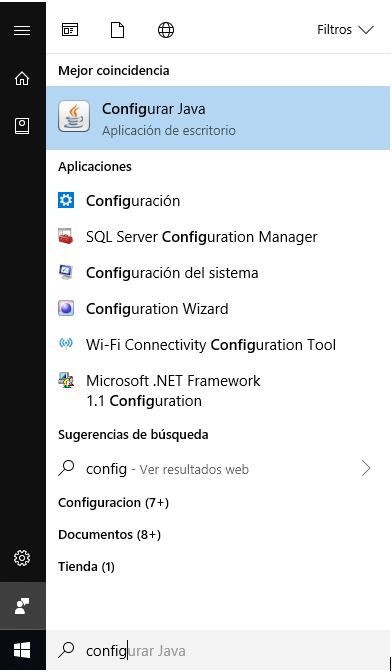 Filtros
Mejor coincidencia
Configurar Java
Aplicación de escritorio
Aplicaciones
Configuración
SQL Server Configuration Manager
Configuración del sistema
Configuration Wizard
Wi-Fi Connectivity Configuration Tool
Microsoft .NET Framework
1.1 Configuration
Sugerencias de búsqueda
config - Ver resultados web
Configuracion (7+)
Documentos (8+)
Tienda (1)
configurar Java